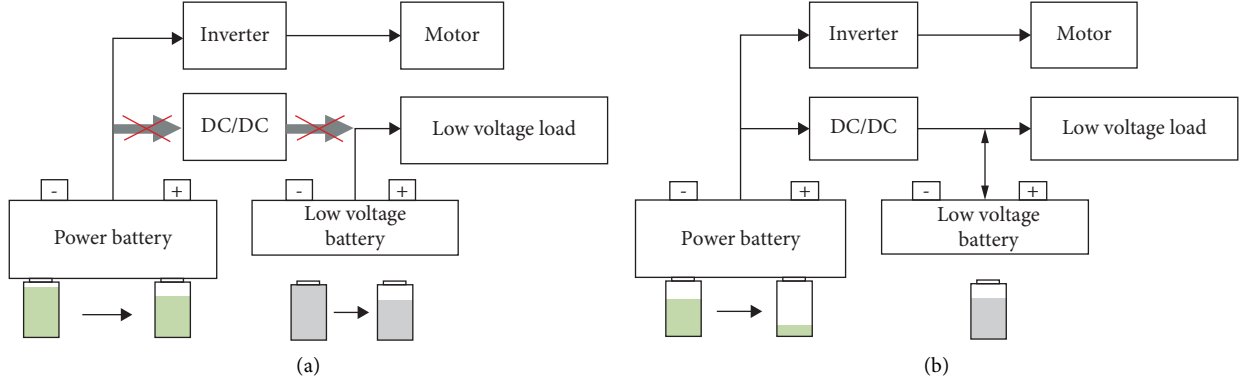 Inverter
Motor
DC/DC
Low voltage load
-
+
-
+
Power battery
Low voltage
battery
(a)
Inverter
Motor
DC/DC
Low voltage load
-
+
-
+
Power battery
Low voltage
battery
(b)